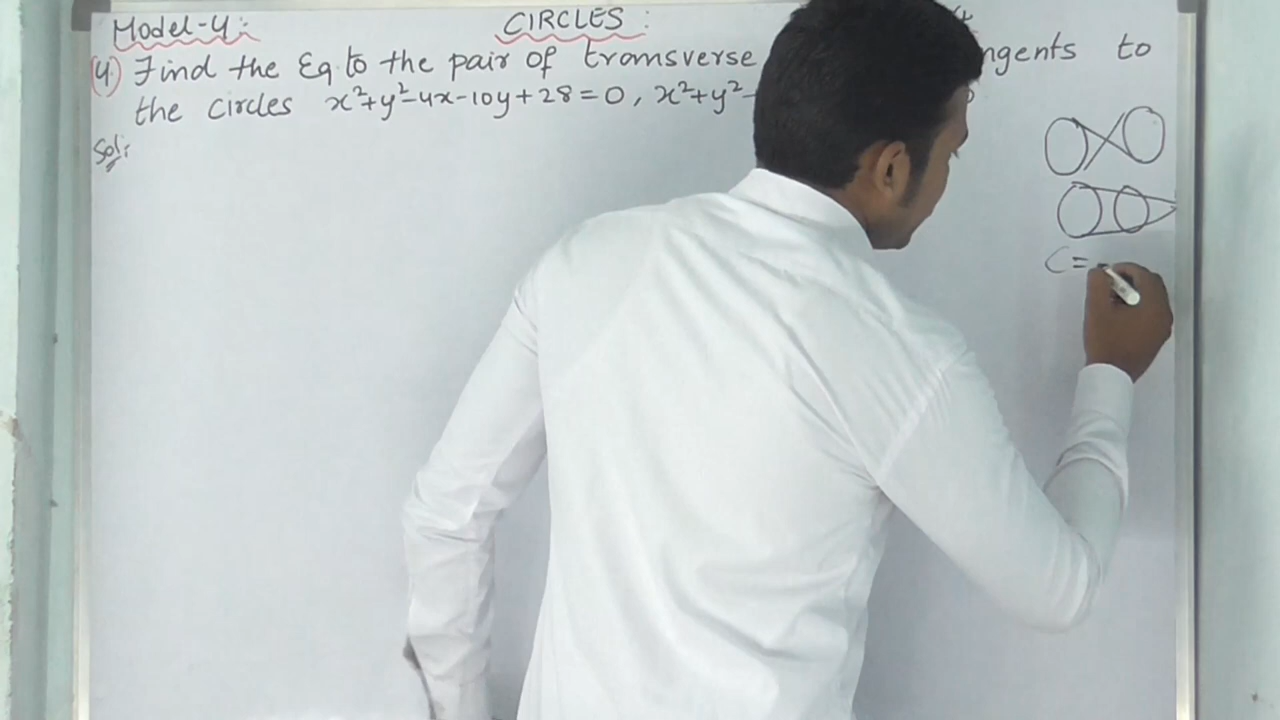 Model-4:
CIRCLES:
4) Find the Eq. to the pair of transverse ngents to
the circles x²+y²-4x-10y+28=0, x²+y²-
Sol:
C=-